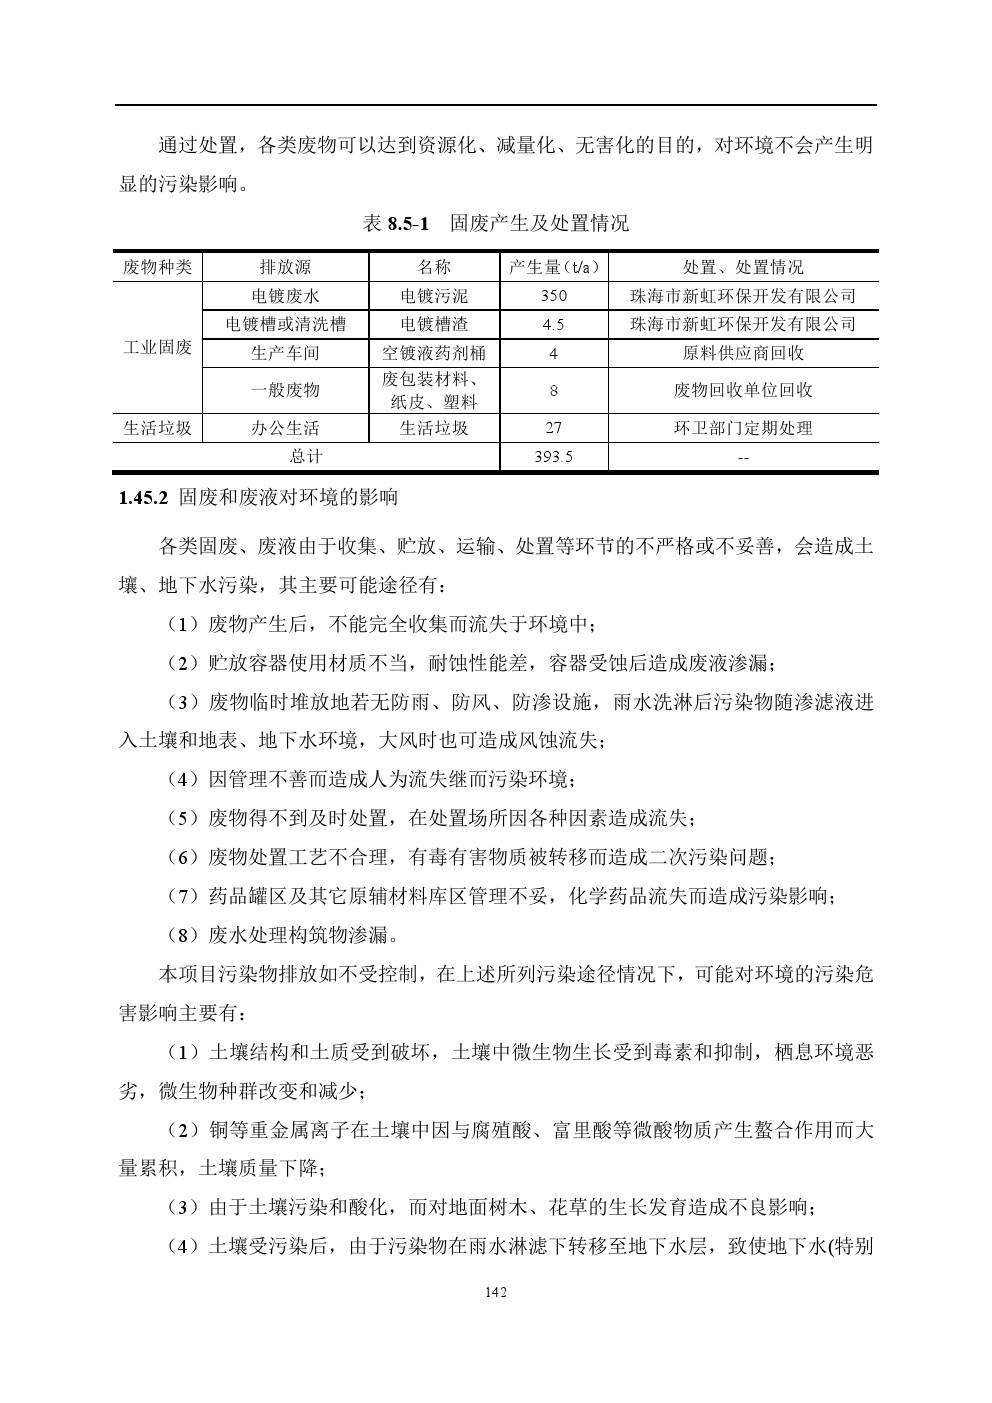 通过处置，各类废物可以达到资源化、减量化、无害化的目的，对环境不会产生明
显的污染影响。
表 8.5-1 固废产生及处置情况
废物种类 排放源 名称 产生量（t/a） 处置、处置情况
工业固废 电镀废水 电镀污泥 350 珠海市新虹环保开发有限公司
电镀槽或清洗槽 电镀槽渣 4.5 珠海市新虹环保开发有限公司
生产车间 空镀液药剂桶 4 原料供应商回收
一般废物 废包装材料、 8 废物回收单位回收
纸皮、塑料
生活垃圾 办公生活 生活垃圾 27 环卫部门定期处理
总计 393.5 --
1.45.2 固废和废液对环境的影响
各类固废、废液由于收集、贮放、运输、处置等环节的不严格或不妥善，会造成土
壤、地下水污染，其主要可能途径有：
（1）废物产生后，不能完全收集而流失于环境中；
（2）贮放容器使用材质不当，耐蚀性能差，容器受蚀后造成废液渗漏；
（3）废物临时堆放地若无防雨、防风、防渗设施，雨水洗淋后污染物随渗滤液进
入土壤和地表、地下水环境，大风时也可造成风蚀流失；
（4）因管理不善而造成人为流失继而污染环境；
（5）废物得不到及时处置，在处置场所因各种因素造成流失；
（6）废物处置工艺不合理，有毒有害物质被转移而造成二次污染问题；
（7）药品罐区及其它原辅材料库区管理不妥，化学药品流失而造成污染影响；
（8）废水处理构筑物渗漏。
本项目污染物排放如不受控制，在上述所列污染途径情况下，可能对环境的污染危
害影响主要有：
（1）土壤结构和土质受到破坏，土壤中微生物生长受到毒素和抑制，栖息环境恶
劣，微生物种群改变和减少；
（2）铜等重金属离子在土壤中因与腐殖酸、富里酸等微酸物质产生螯合作用而大
量累积，土壤质量下降；
（3）由于土壤污染和酸化，而对地面树木、花草的生长发育造成不良影响；
（4）土壤受污染后，由于污染物在雨水淋滤下转移至地下水层，致使地下水(特别
142